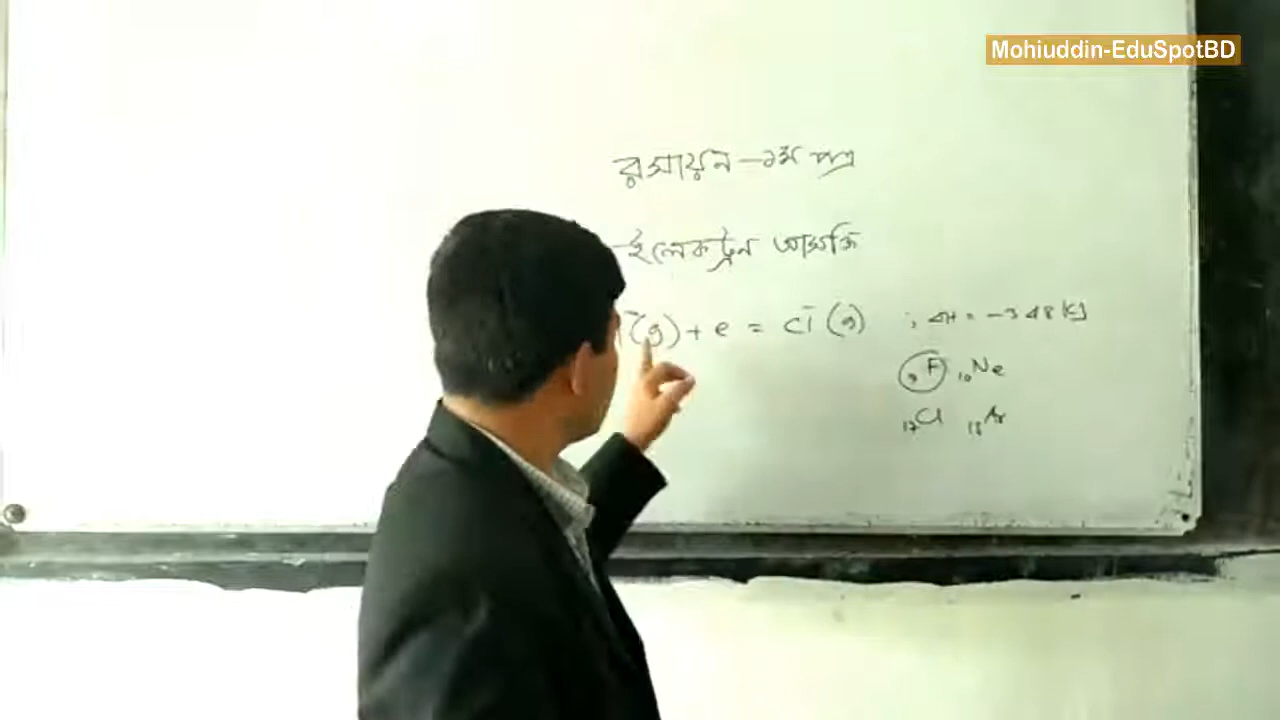 Mohiuddin-EduSpotBD
রসায়ন - ১ম পত্র
ইলেকট্রন আসক্তি
(g) + e = Cl⁻ (g) ; ΔH = -348 kJ
₉F ₁₀Ne
₁₇Cl ₁₈Ar